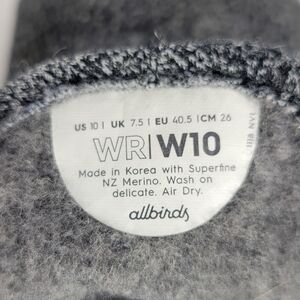 US 10 | UK 7.5 | EU 40.5 | CM 26
WR|W10
Made in Korea with Superfine
NZ Merino. Wash on
delicate. Air Dry.
allbirds